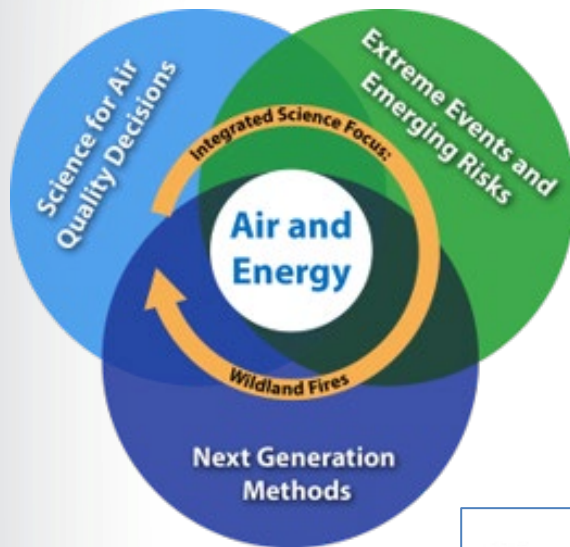 Science for Air
Quality Decisions
Extreme Events and
Emerging Risks
Integrated Science Focus:
Air and
Energy
Wildland Fires
Next Generation
Methods